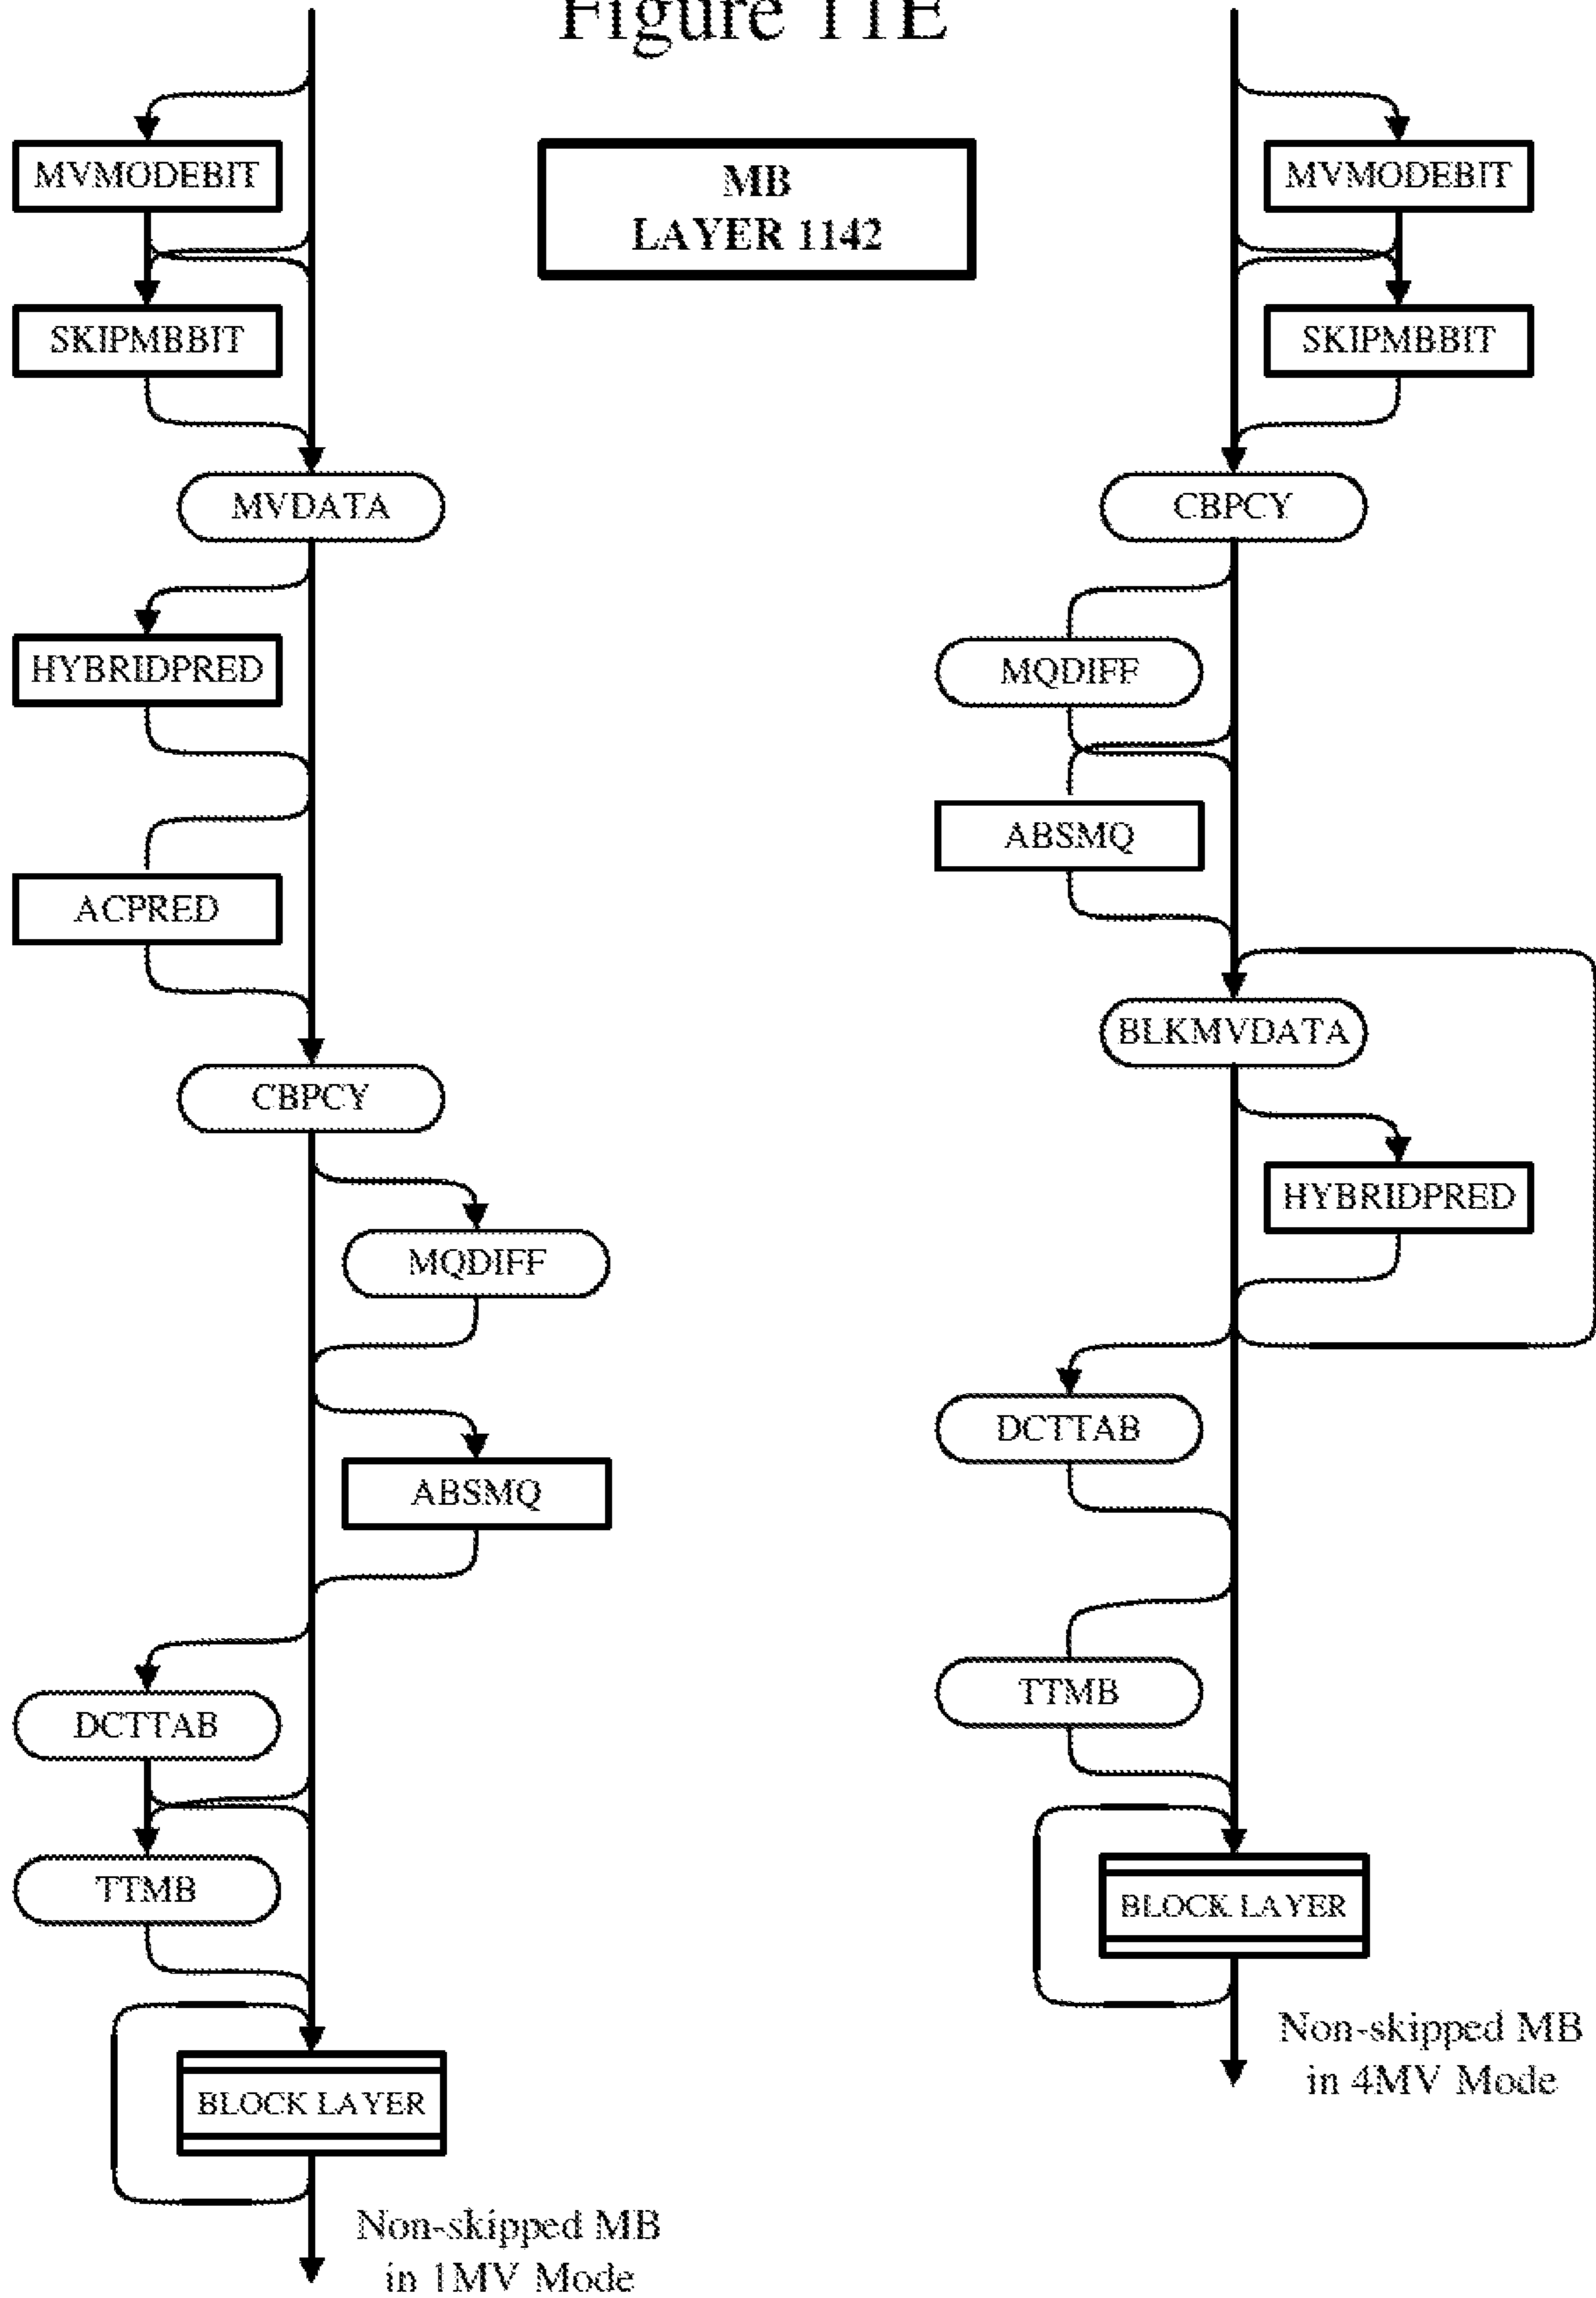 Figure 11E
MB
LAYER 1142
MVMODEBIT
SKIPMBBIT
MVDATA
HYBRIDPRED
ACPRED
CBPCY
MQDIFF
ABSMQ
DCTTAB
TTMB
BLOCK LAYER
Non-skipped MB
in 1MV Mode
MVMODEBIT
SKIPMBBIT
CBPCY
MQDIFF
ABSMQ
BLKMVDATA
HYBRIDPRED
DCTTAB
TTMB
BLOCK LAYER
Non-skipped MB
in 4MV Mode